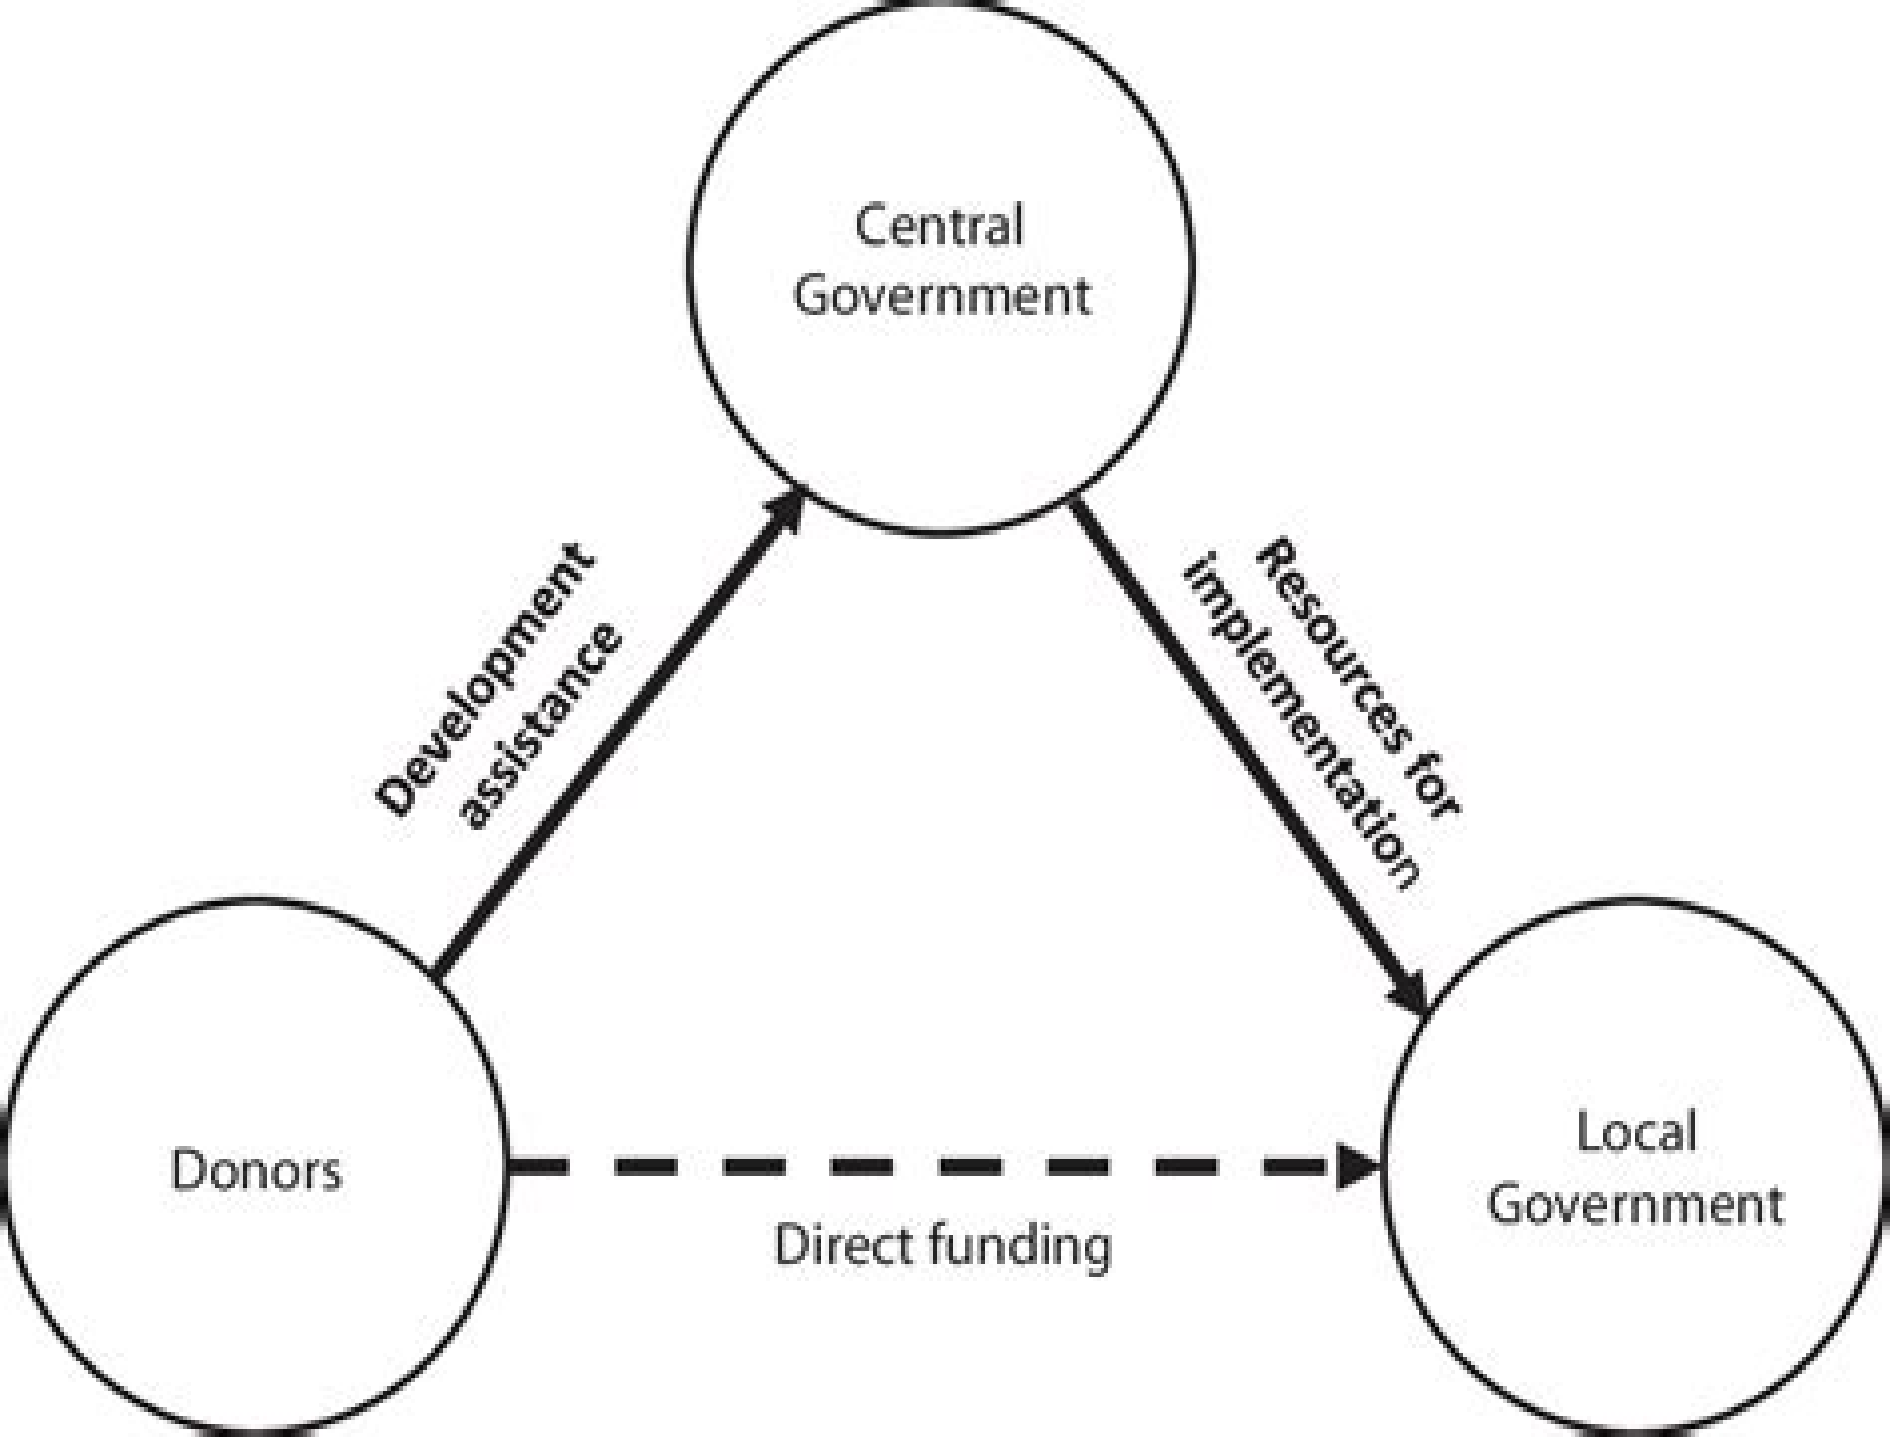 Central
Government
Development
assistance
Resources for
implementation
Donors
Local
Government
Direct funding